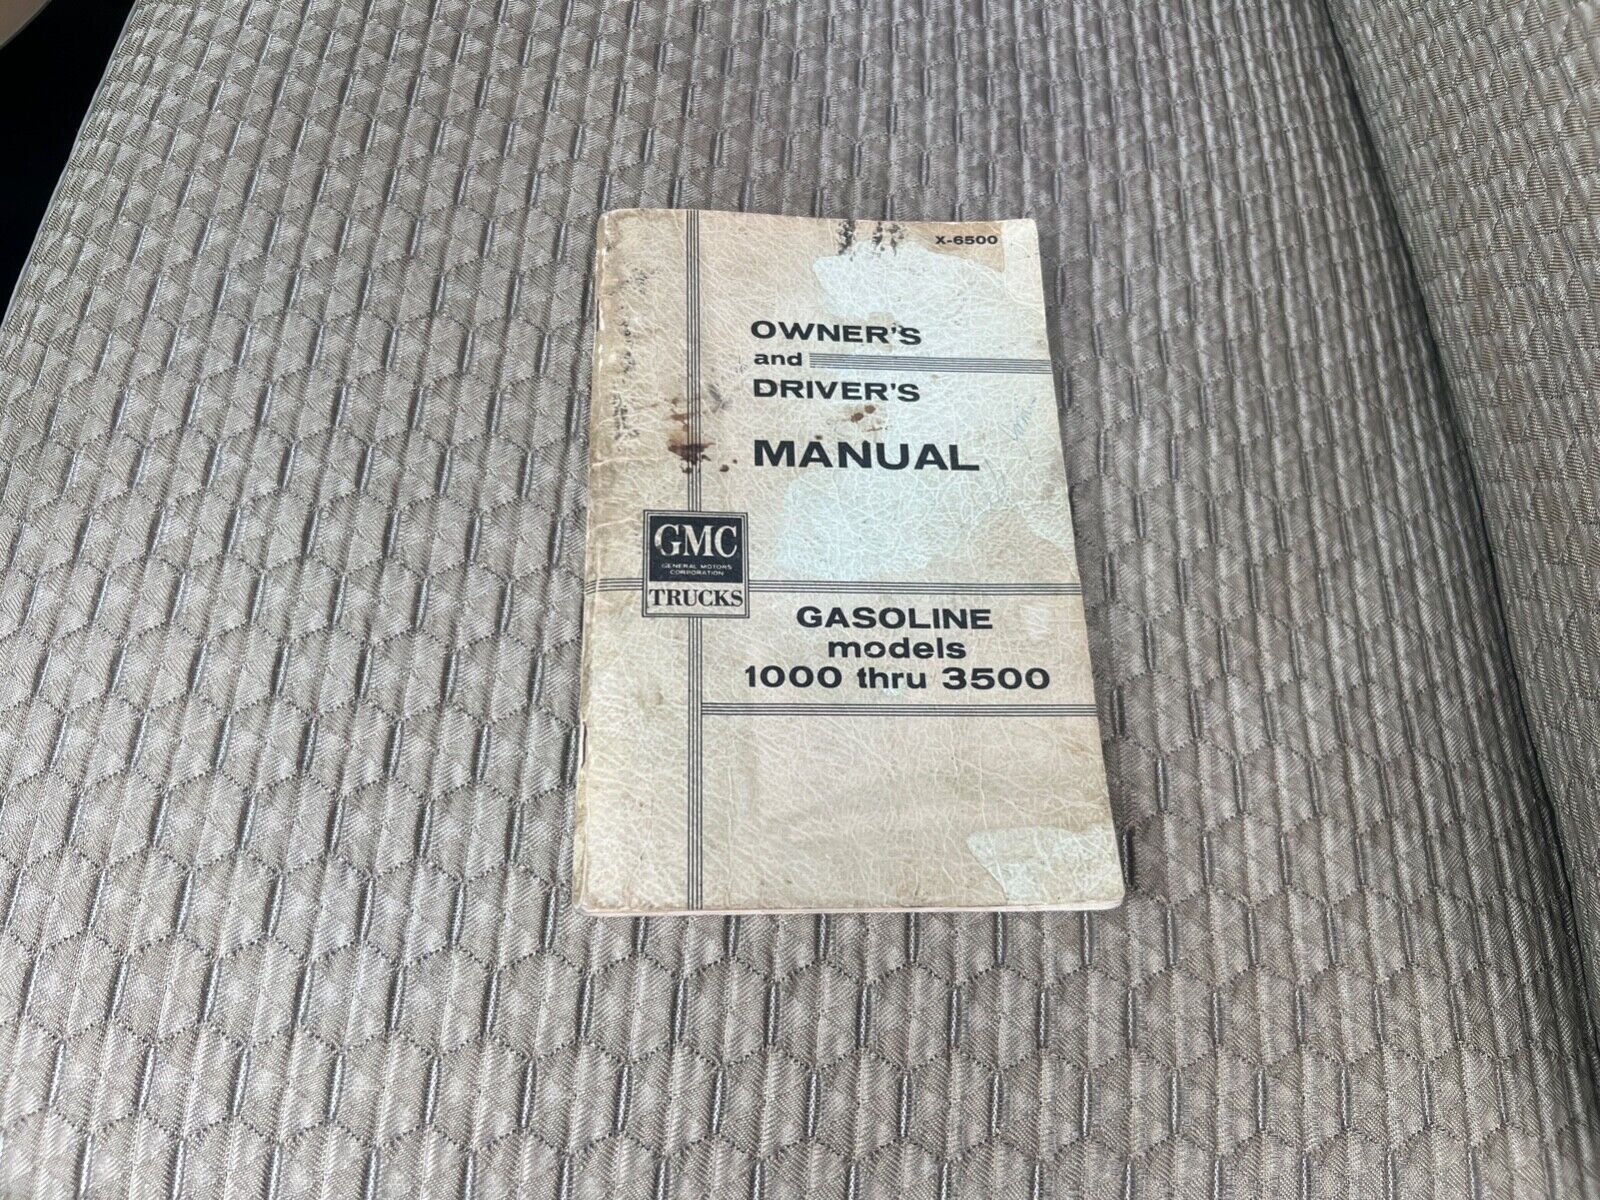 X-6500
OWNER'S
and
DRIVER'S
MANUAL
GMC
GENERAL MOTORS
CORPORATION
TRUCKS
GASOLINE
models
1000 thru 3500